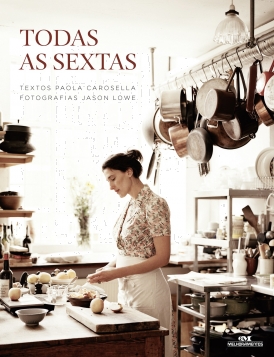 TODAS
AS SEXTAS
TEXTOS PAOLA CAROSELLA
FOTOGRAFIAS JASON LOWE
MELHORAMENTOS